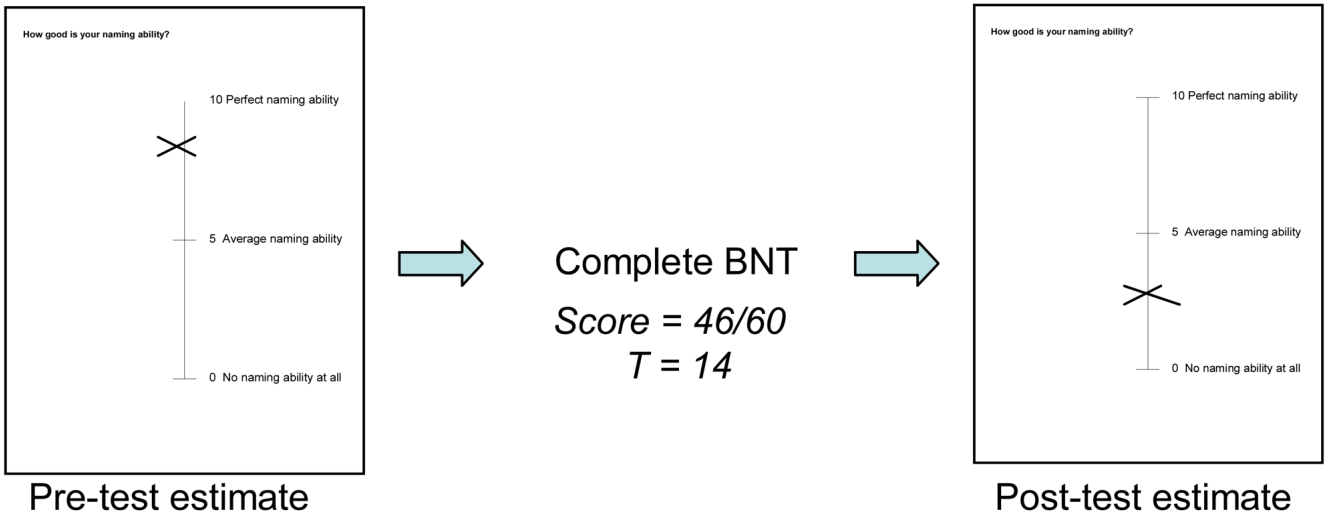 How good is your naming ability?
10 Perfect naming ability
5 Average naming ability
0 No naming ability at all
Pre-test estimate
Complete BNT
Score = 46/60
T = 14
How good is your naming ability?
10 Perfect naming ability
5 Average naming ability
0 No naming ability at all
Post-test estimate